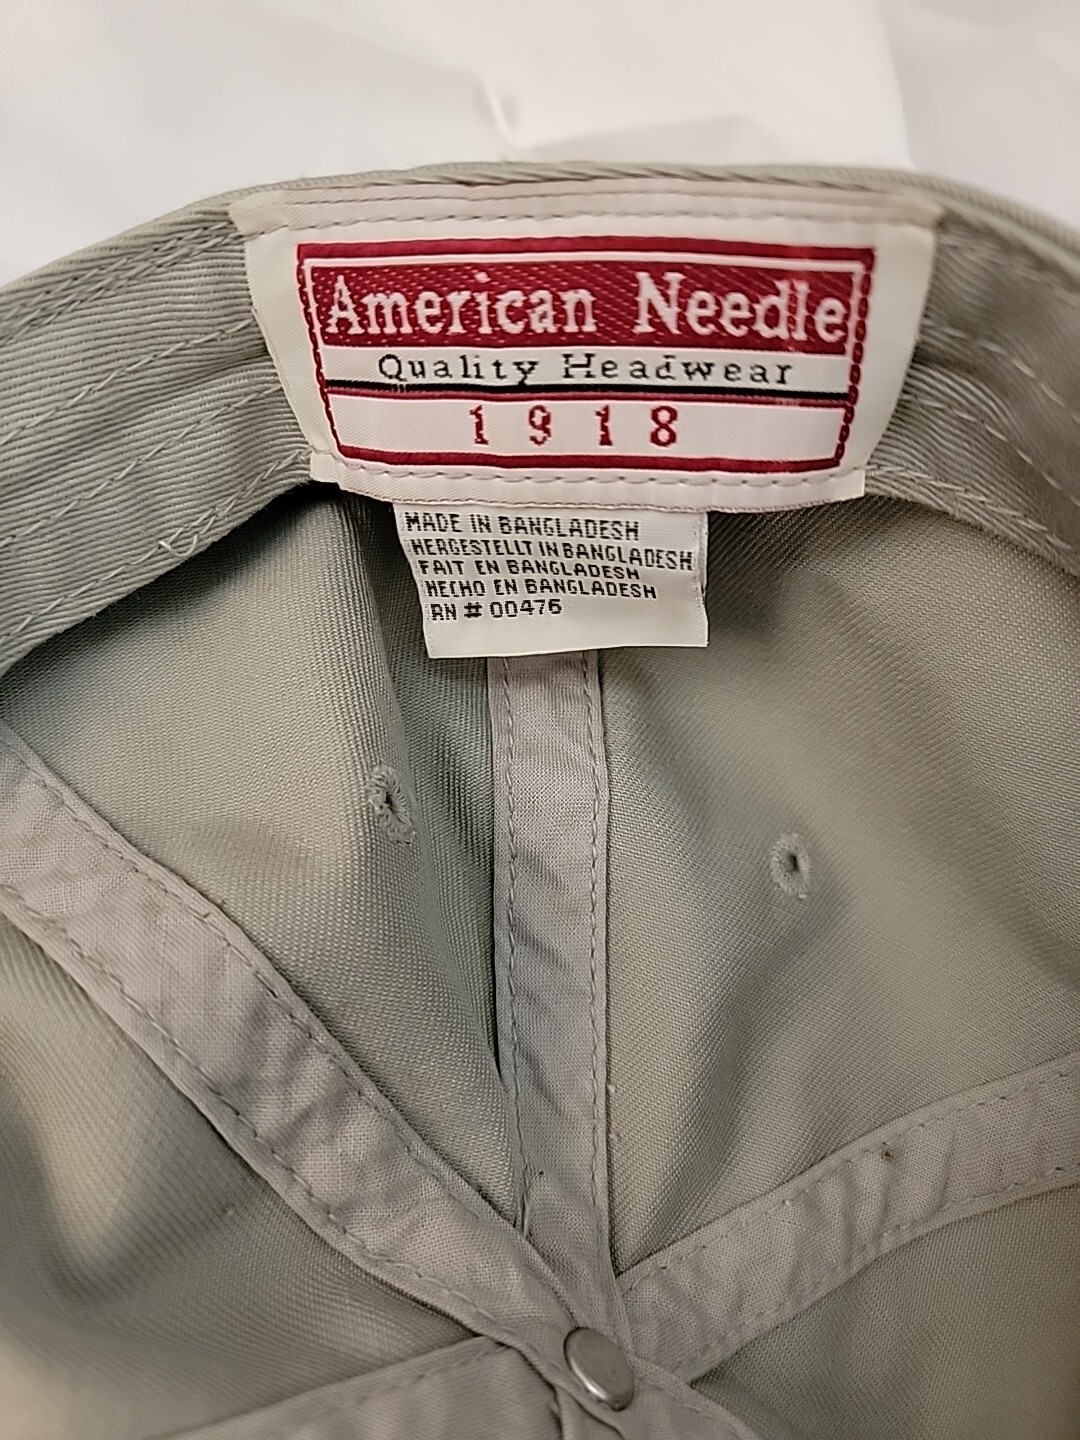 American Needle
Quality Headwear
1918
MADE IN BANGLADESH
HERGESTELLT IN BANGLADESH
FAIT EN BANGLADESH
HECHO EN BANGLADESH
RN # 00476